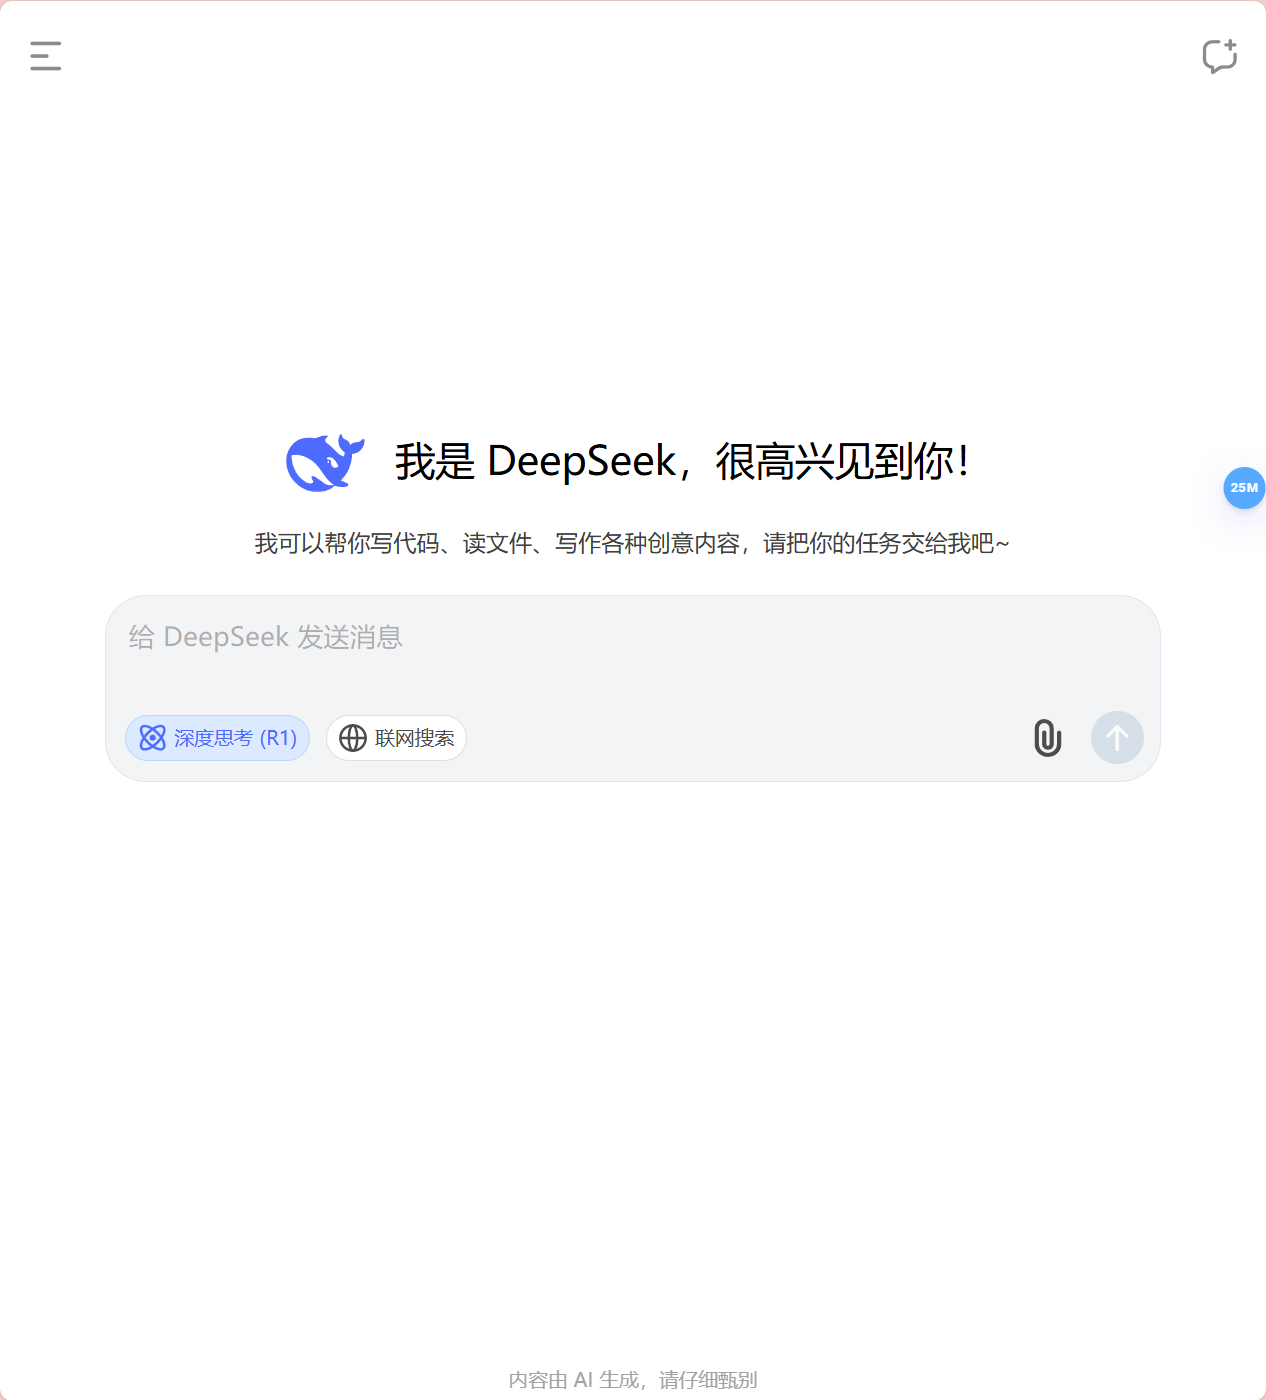 我是 DeepSeek，很高兴见到你！
25M
我可以帮你写代码、读文件、写作各种创意内容，请把你的任务交给我吧~
给 DeepSeek 发送消息
深度思考 (R1)
联网搜索
内容由 AI 生成，请仔细甄别